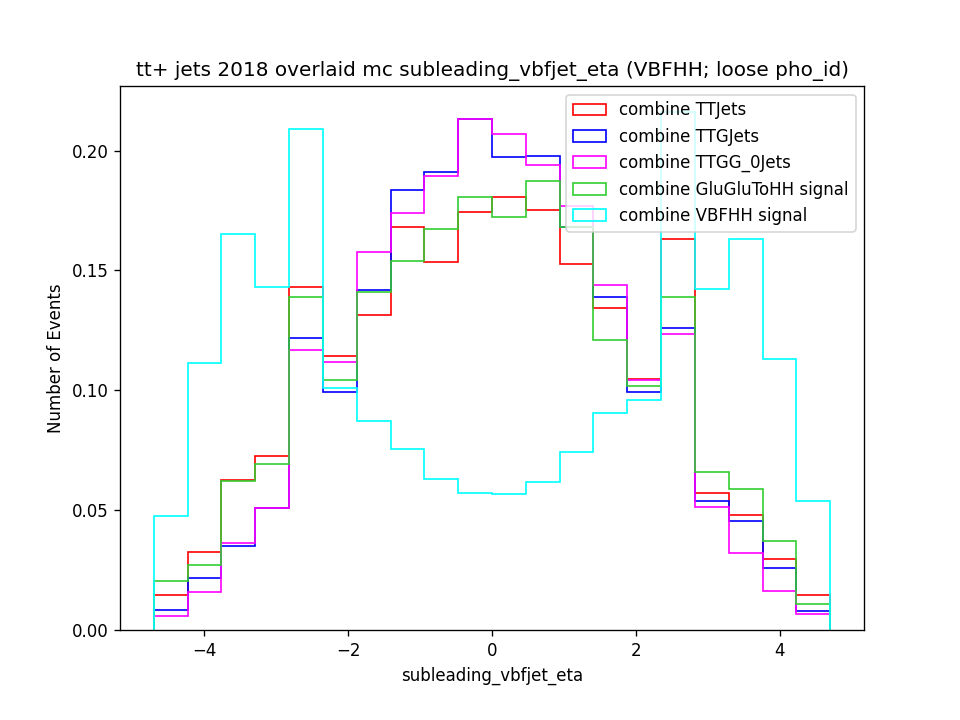 tt+ jets 2018 overlaid mc subleading_vbfjet_eta (VBFHH; loose pho_id)
combine TTJets
combine TTGJets
combine TTGG_0Jets
combine GluGluToHH signal
combine VBFHH signal
0.20
0.15
0.10
0.05
0.00
Number of Events
−4
−2
0
2
4
subleading_vbfjet_eta